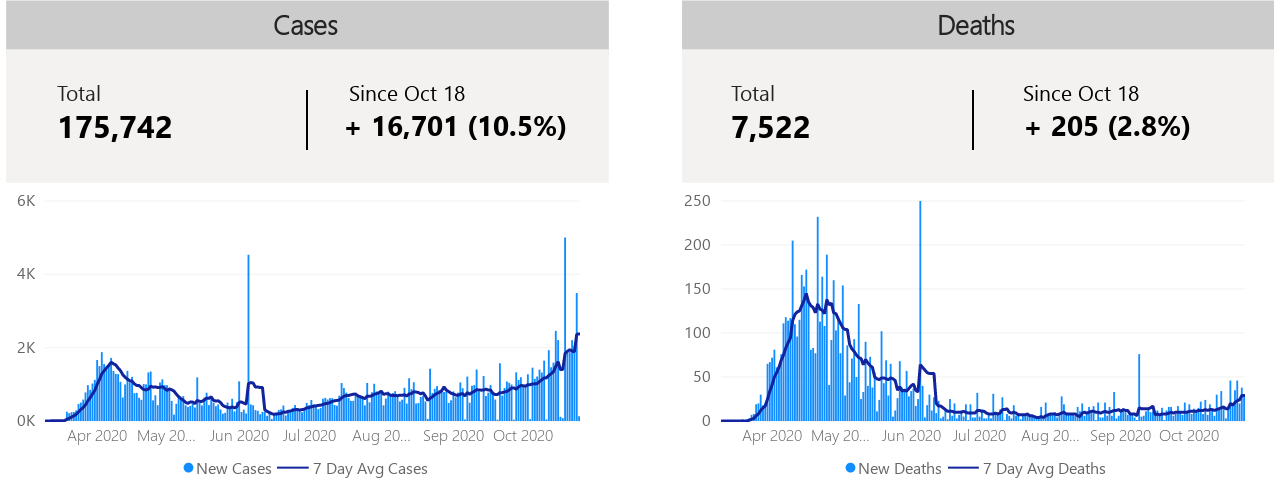 Cases
Total
175,742
Since Oct 18
+ 16,701 (10.5%)
6K
4K
2K
0K
Apr 2020 May 20... Jun 2020 Jul 2020 Aug 20... Sep 2020 Oct 2020
New Cases 7 Day Avg Cases
Deaths
Total
7,522
Since Oct 18
+ 205 (2.8%)
250
200
150
100
50
0
Apr 2020 May 20... Jun 2020 Jul 2020 Aug 20... Sep 2020 Oct 2020
New Deaths 7 Day Avg Deaths